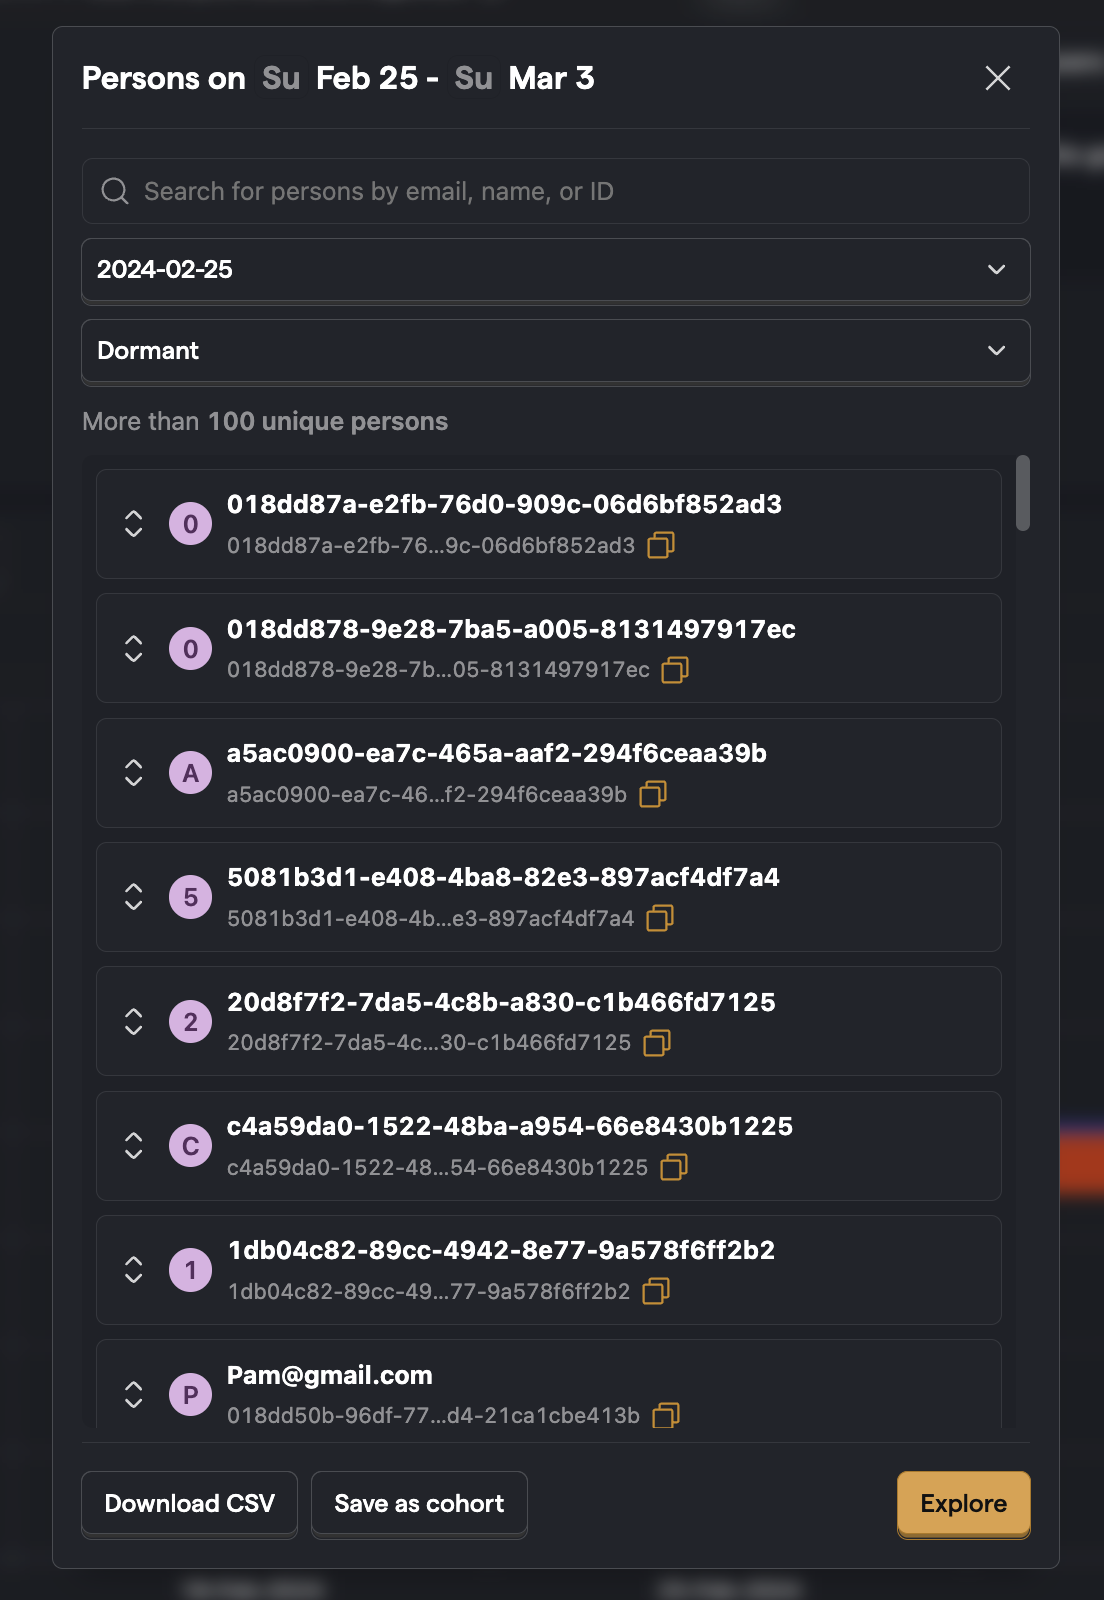 Persons on Su Feb 25 - Su Mar 3
Search for persons by email, name, or ID
2024-02-25
Dormant
More than 100 unique persons
0
018dd87a-e2fb-76d0-909c-06d6bf852ad3
018dd87a-e2fb-76...9c-06d6bf852ad3
0
018dd878-9e28-7ba5-a005-8131497917ec
018dd878-9e28-7b...05-8131497917ec
A
a5ac0900-ea7c-465a-aaf2-294f6ceaa39b
a5ac0900-ea7c-46...f2-294f6ceaa39b
5
5081b3d1-e408-4ba8-82e3-897acf4df7a4
5081b3d1-e408-4b...e3-897acf4df7a4
2
20d8f7f2-7da5-4c8b-a830-c1b466fd7125
20d8f7f2-7da5-4c...30-c1b466fd7125
C
c4a59da0-1522-48ba-a954-66e8430b1225
c4a59da0-1522-48...54-66e8430b1225
1
1db04c82-89cc-4942-8e77-9a578f6ff2b2
1db04c82-89cc-49...77-9a578f6ff2b2
P
Pam@gmail.com
018dd50b-96df-77...d4-21ca1cbe413b
Download CSV
Save as cohort
Explore